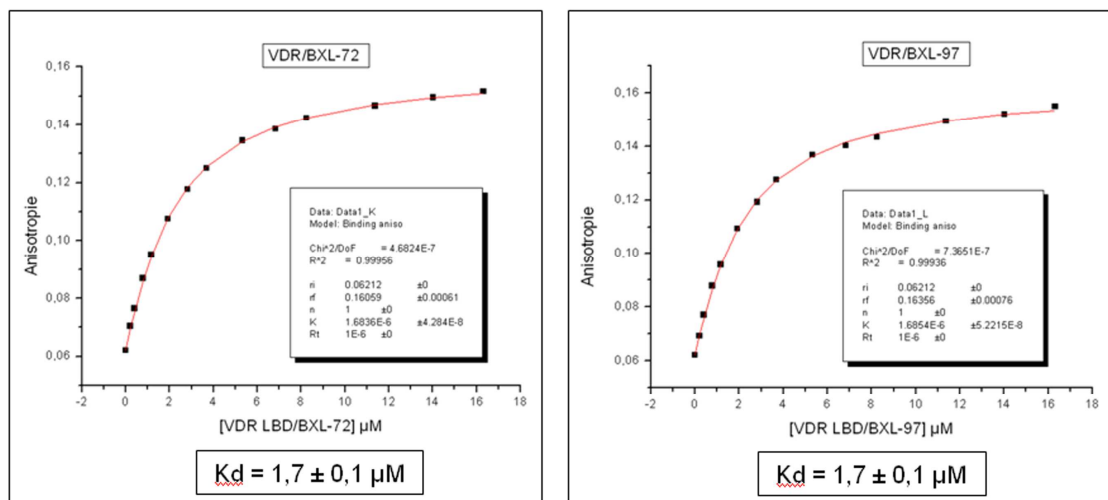 VDR/BXL-72
0,16
0,14
0,12
0,10
0,08
0,06
Anisotropie
Data: Data1_K
Model: Binding aniso
Chi^2/DoF = 4.6824E-7
R^2 = 0.99956
ri 0.06212 ±0
rf 0.16059 ±0.00061
n 1 ±0
K 1.6836E-6 ±4.284E-8
Rt 1E-6 ±0
-2 0 2 4 6 8 10 12 14 16 18
[VDR LBD/BXL-72] µM
Kd = 1,7 ± 0,1 µM
VDR/BXL-97
0,16
0,14
0,12
0,10
0,08
0,06
Anisotropie
Data: Data1_L
Model: Binding aniso
Chi^2/DoF = 7.3651E-7
R^2 = 0.99936
ri 0.06212 ±0
rf 0.16356 ±0.00076
n 1 ±0
K 1.6854E-6 ±5.2215E-8
Rt 1E-6 ±0
-2 0 2 4 6 8 10 12 14 16 18
[VDR LBD/BXL-97] µM
Kd = 1,7 ± 0,1 µM